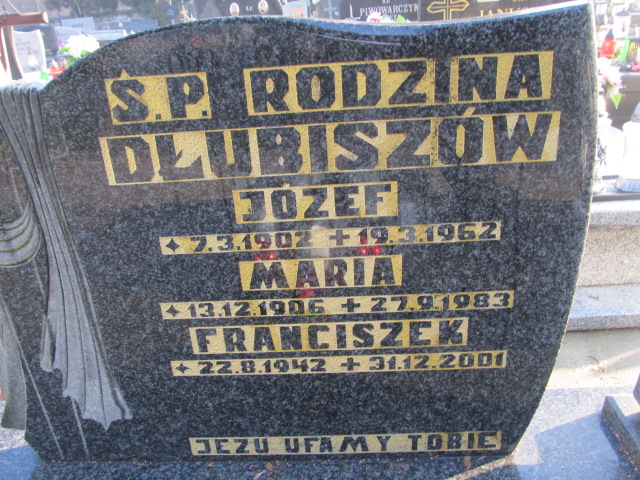 PIWOWARCZYK
Ś.P. RODZINA
DŁUBISZÓW
JÓZEF
✦ 7.3.1902 + 19.3.1962
MARIA
✦ 13.12.1906 + 27.9.1983
FRANCISZEK
✦ 22.8.1942 + 31.12.2001
JEZU UFAMY TOBIE